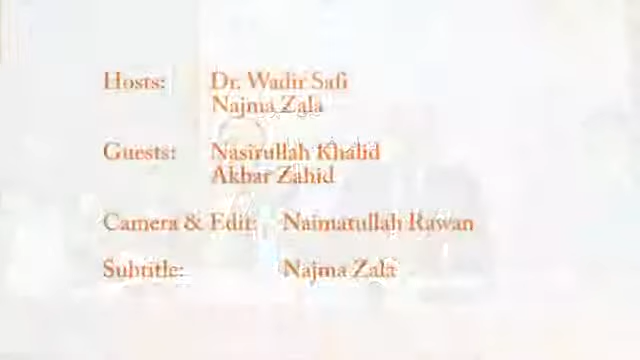 Hosts: Dr. Wadir Safi
Najma Zala
Guests: Nasirullah Khalid
Akbar Zahid
Camera & Edit: Naimatullah Rawan
Subtitle: Najma Zala